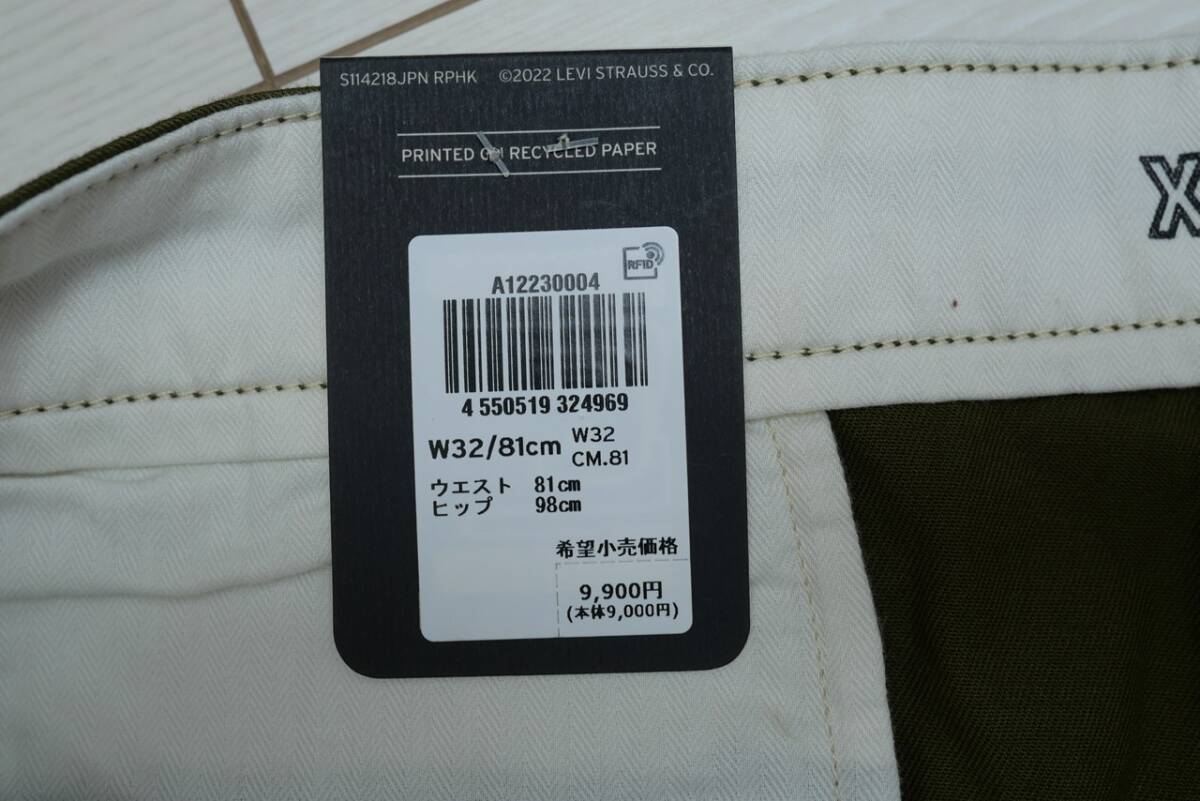 S114218JPN RPHK ©2022 LEVI STRAUSS & CO.
PRINTED ON RECYCLED PAPER
RFID
A12230004
4 550519 324969
W32/81cm W32
CM.81
ウエスト 81cm
ヒップ 98cm
希望小売価格
9,900円
(本体9,000円)
X